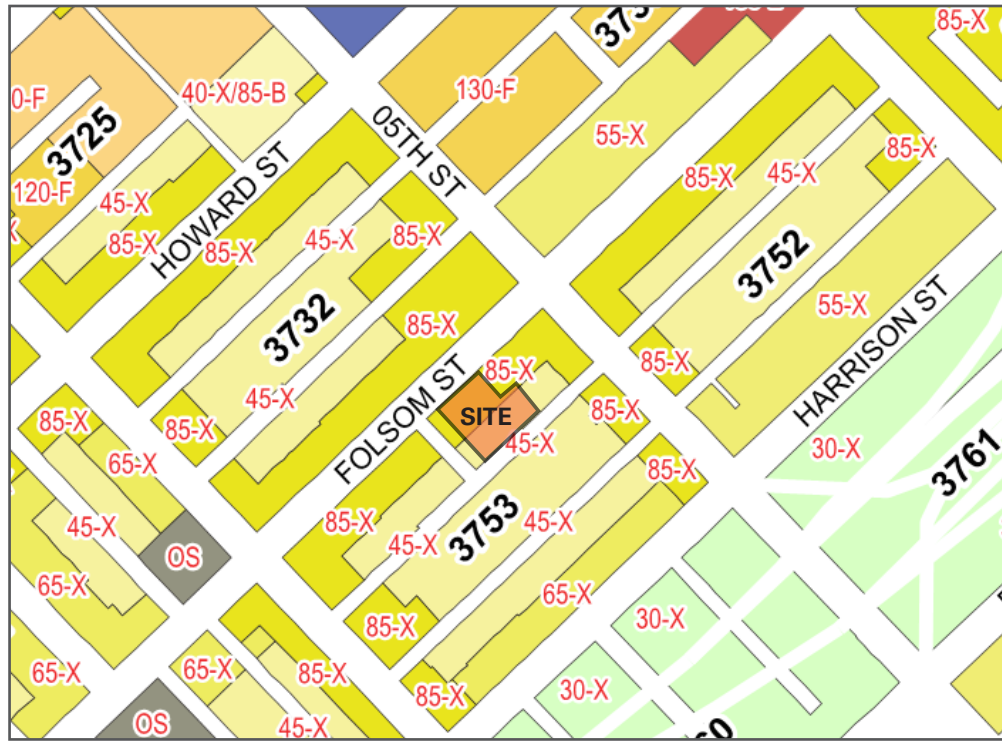 85-X
40-X/85-B
130-F
0-F
3725
05TH ST
55-X
120-F
45-X
85-X
HOWARD ST
85-X
45-X
85-X
85-X
45-X
85-X
3732
3752
55-X
HARRISON ST
85-X
85-X
85-X
FOLSOM ST
SITE
45-X
45-X
85-X
85-X
85-X
65-X
30-X
3761
85-X
85-X
45-X
3753
45-X
45-X
OS
65-X
65-X
85-X
30-X
65-X
65-X
85-X
85-X
30-X
OS
45-X